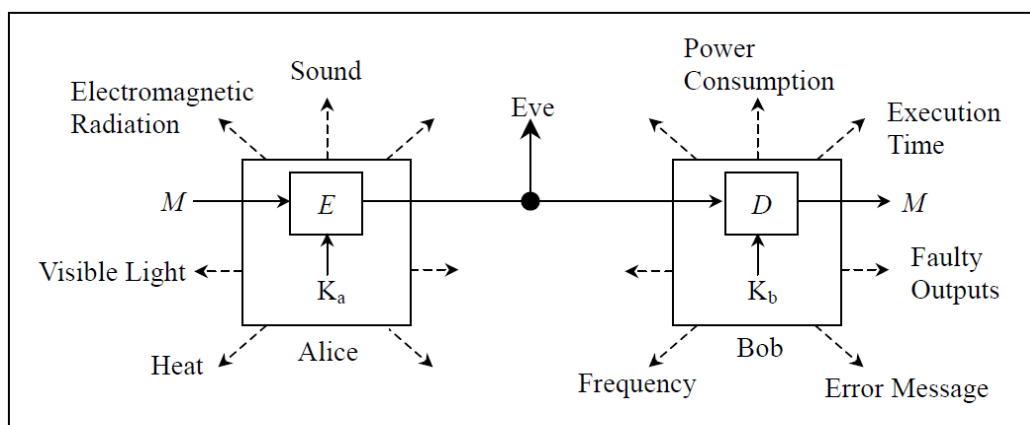 Power
Consumption
Sound
Electromagnetic
Radiation
Eve
Execution
Time
M
E
D
M
Visible Light
Kₐ
K_b
Faulty
Outputs
Heat
Alice
Bob
Frequency
Error Message